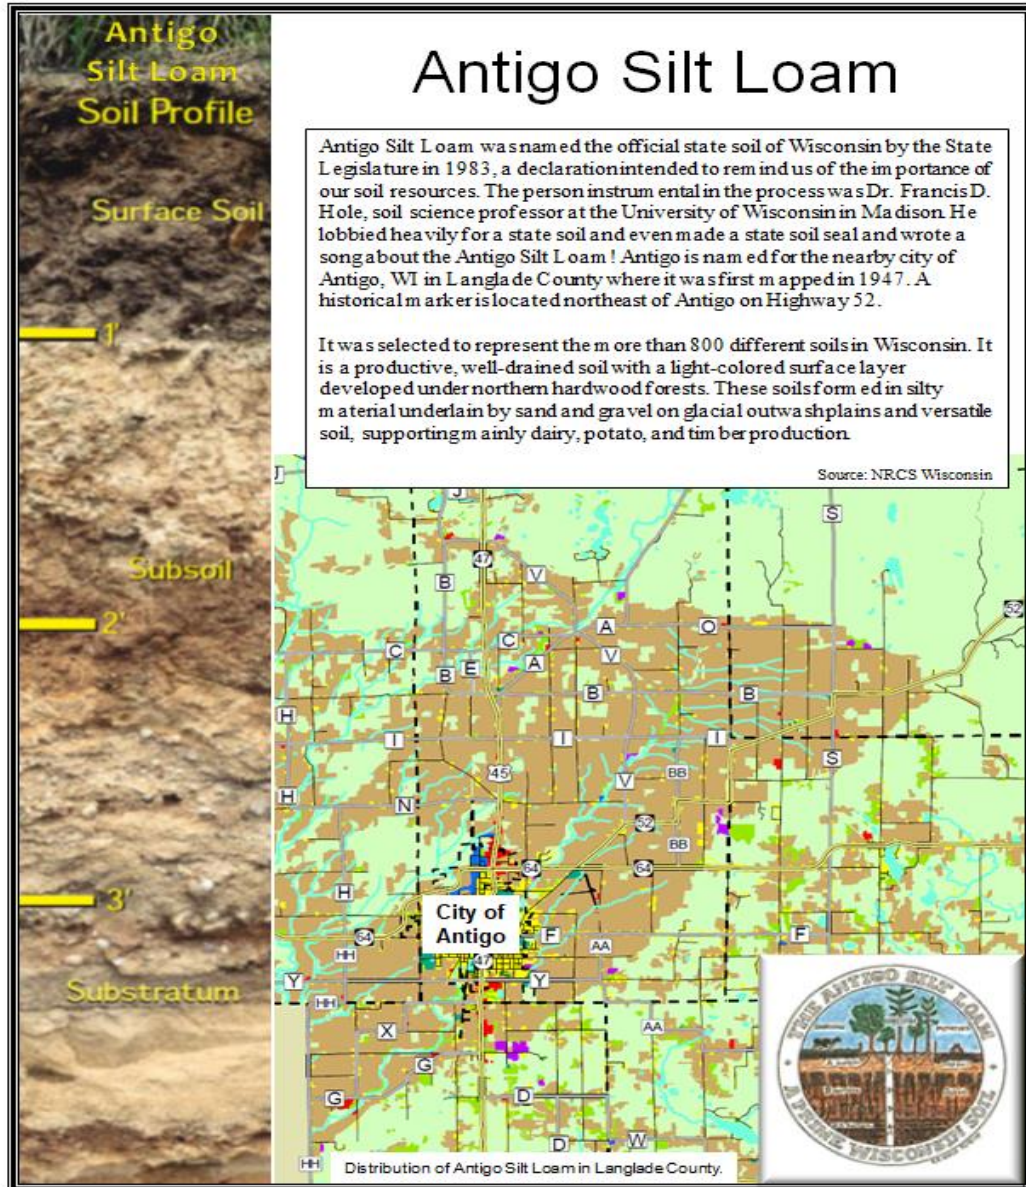 Antigo
Silt Loam
Soil Profile
Surface Soil
1'
Subsoil
2'
3'
Substratum
Antigo Silt Loam
Antigo Silt Loam was named the official state soil of Wisconsin by the State
Legislature in 1983, a declaration intended to remind us of the importance of
our soil resources. The person instrumental in the process was Dr. Francis D.
Hole, soil science professor at the University of Wisconsin in Madison. He
lobbied heavily for a state soil and even made a state soil seal and wrote a
song about the Antigo Silt Loam! Antigo is named for the nearby city of
Antigo, WI in Langlade County where it was first mapped in 1947. A
historical marker is located northeast of Antigo on Highway 52.
It was selected to represent the more than 800 different soils in Wisconsin. It
is a productive, well-drained soil with a light-colored surface layer
developed under northern hardwood forests. These soils formed in silty
material underlain by sand and gravel on glacial outwash plains and versatile
soil, supporting mainly dairy, potato, and timber production.
Source: NRCS Wisconsin
J
S
47
B
V
52
C
C
A
O
E
A
V
B
B
B
H
I
I
I
45
V
BB
S
H
N
52
BB
64
64
H
City of
Antigo
64
F
AA
F
HH
47
Y
Y
HH
X
AA
G
G
D
D
W
HH
Distribution of Antigo Silt Loam in Langlade County.
THE ANTIGO SILT LOAM
A PRIME WISCONSIN SOIL